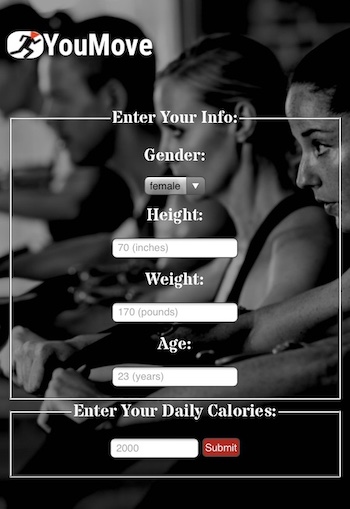 YouMove
Enter Your Info:
Gender:
female
Height:
70 (inches)
Weight:
170 (pounds)
Age:
23 (years)
Enter Your Daily Calories:
2000 Submit